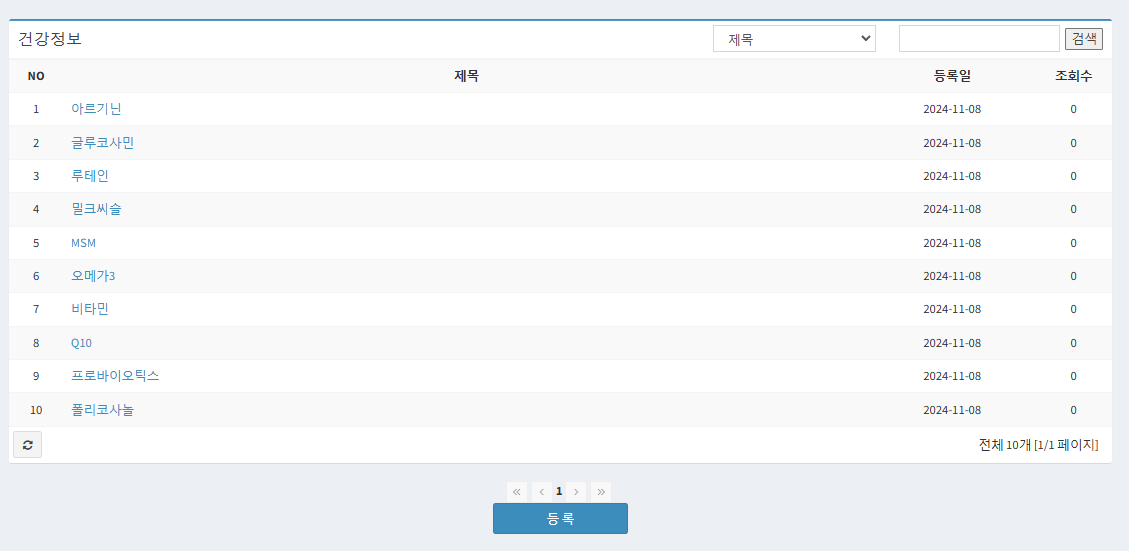 건강정보 제목 검색
NO 제목 등록일 조회수
1 아르기닌 2024-11-08 0
2 글루코사민 2024-11-08 0
3 루테인 2024-11-08 0
4 밀크씨슬 2024-11-08 0
5 MSM 2024-11-08 0
6 오메가3 2024-11-08 0
7 비타민 2024-11-08 0
8 Q10 2024-11-08 0
9 프로바이오틱스 2024-11-08 0
10 폴리코사놀 2024-11-08 0
전체 10개 [1/1 페이지]
« ‹ 1 › »
등 록